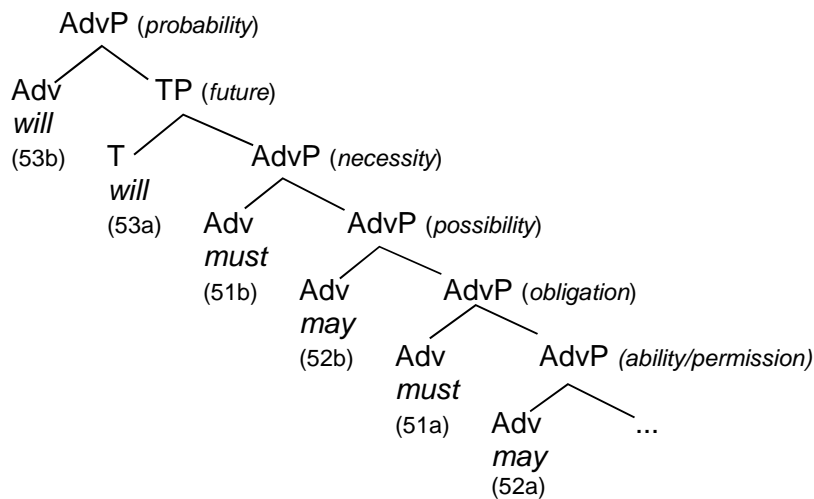 AdvP (probability)
Adv TP (future)
will
(53b) T AdvP (necessity)
will
(53a) Adv AdvP (possibility)
must
(51b) Adv AdvP (obligation)
may
(52b) Adv AdvP (ability/permission)
must
(51a) Adv ...
may
(52a)